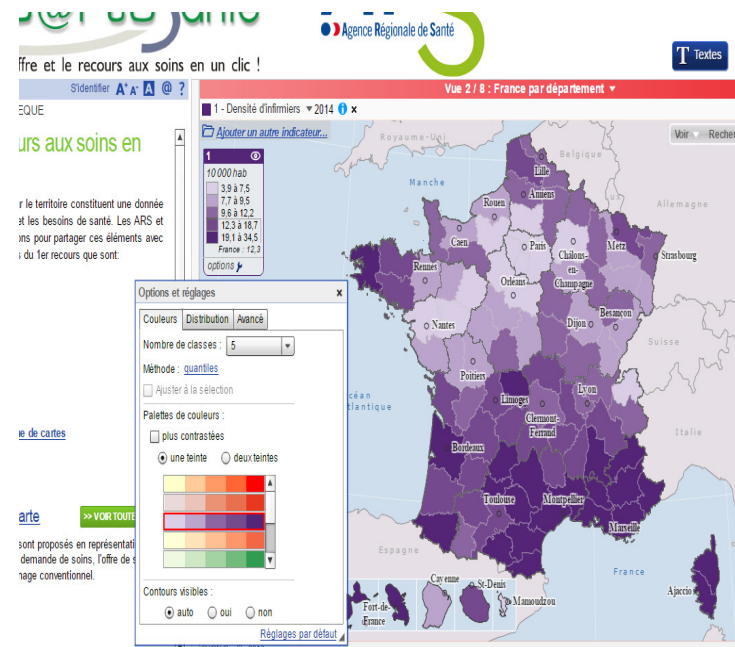 Agence Régionale de Santé
ffre et le recours aux soins en un clic !
T Textes
S'identifier A+ A- A @ ?
Vue 2 / 8 : France par département
EQUE
1 - Densité d'infirmiers 2014 i x
urs aux soins en
Ajouter un autre indicateur...
Voir
Recher
1
10 000 hab
3,9 à 7,5
7,7 à 9,5
9,6 à 12,2
12,3 à 18,7
19,1 à 34,5
France : 12,3
options
r le territoire constituent une donnée
et les besoins de santé. Les ARS et
ons pour partager ces éléments avec
s du 1er recours que sont:
Royaume-Uni
Belgique
Manche
Lux
Allemagne
Lille
Amiens
Rouen
Caen
Paris
Metz
Châlons-en-Champagne
Strasbourg
Rennes
Orléans
Besançon
Nantes
Dijon
Suisse
Poitiers
Limoges
Lyon
céan
tlantique
Clermont-Ferrand
Italie
Bordeaux
Toulouse
Montpellier
Marseille
Espagne
France
Ajaccio
Cayenne
St-Denis
Fort-de-France
Mamoudzou
Options et réglages x
Couleurs Distribution Avancé
Nombre de classes : 5
Méthode : quantiles
Ajuster à la sélection
Palettes de couleurs :
plus contrastées
une teinte
deux teintes
Contours visibles :
auto
oui
non
Réglages par défaut
e de cartes
arte
>> VOIR TOUTE
sont proposés en représentati
demande de soins, l'offre de s
nage conventionnel.